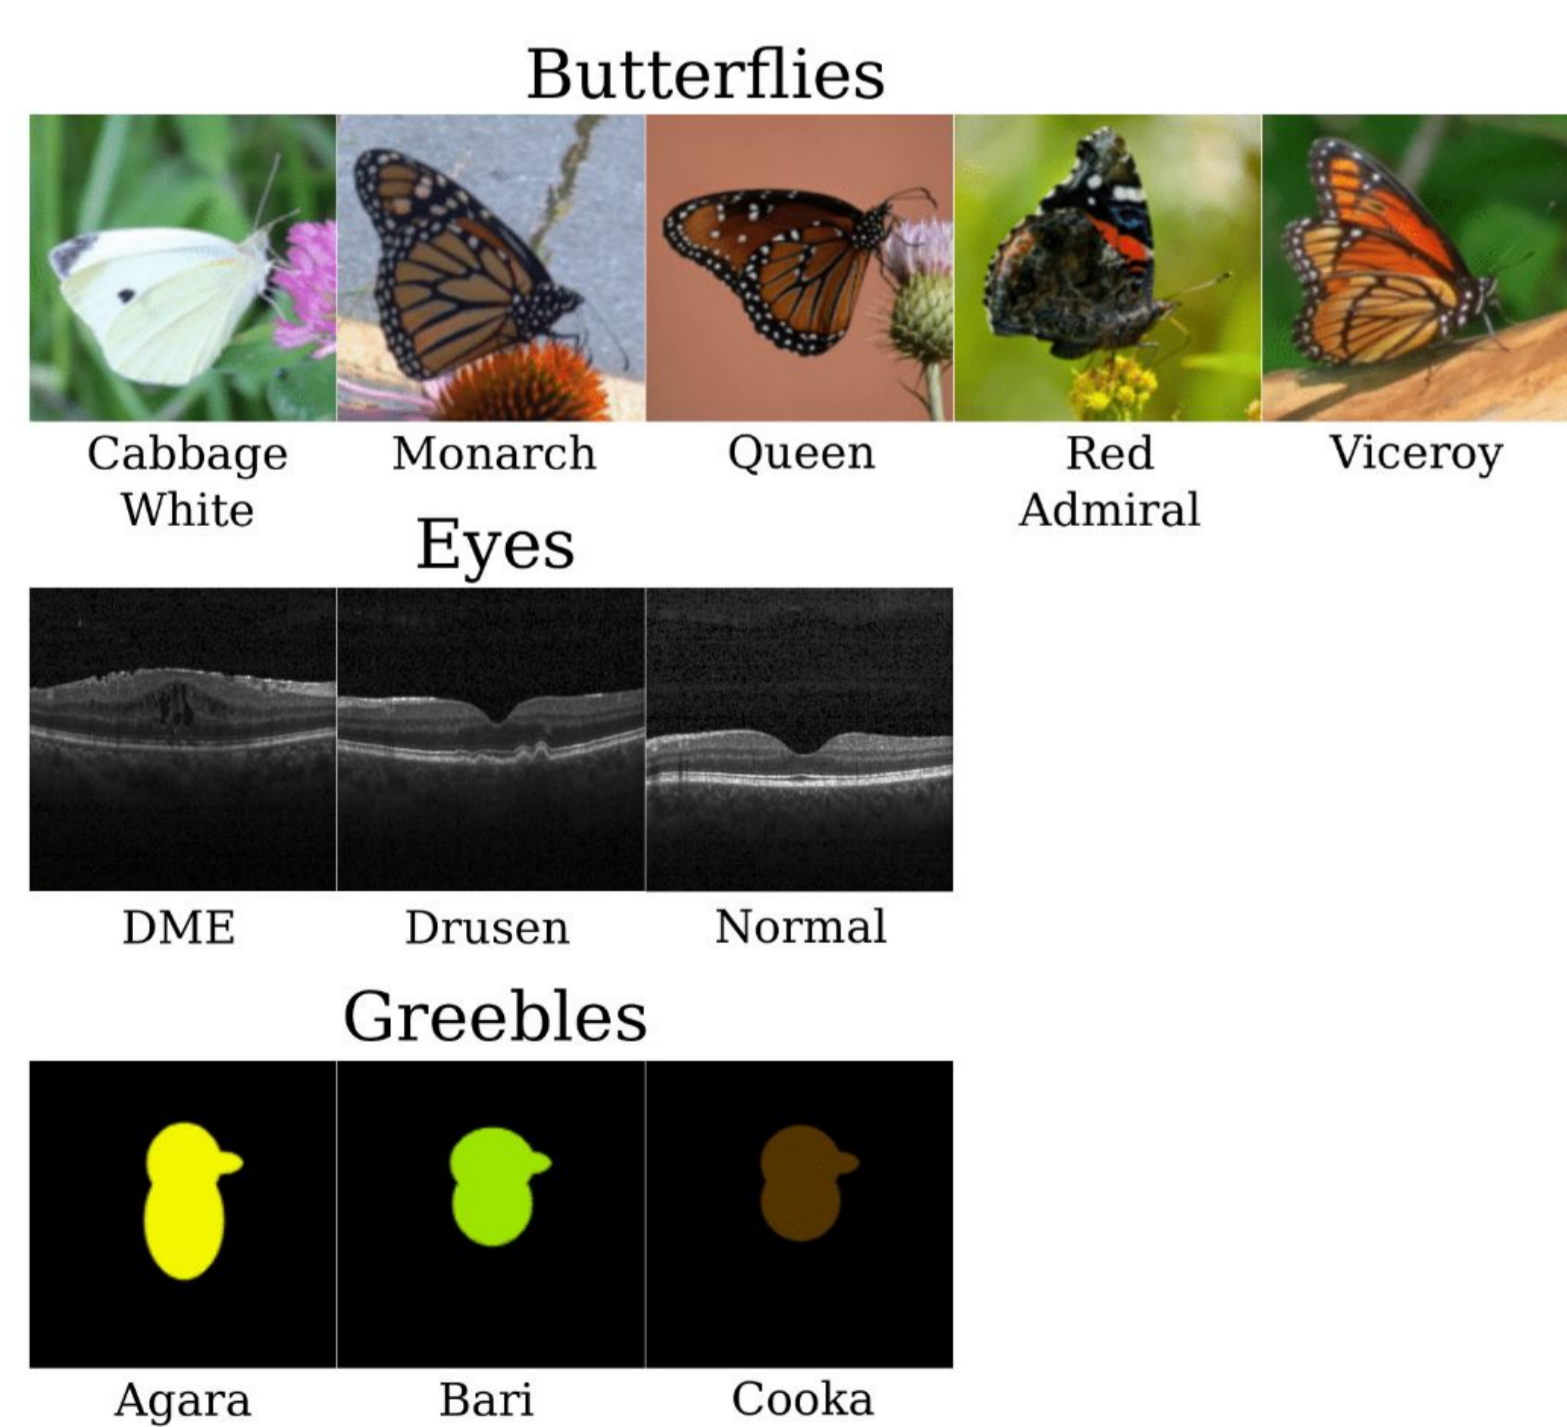 Butterflies
Cabbage White
Monarch
Queen
Red Admiral
Viceroy
Eyes
DME
Drusen
Normal
Greebles
Agara
Bari
Cooka